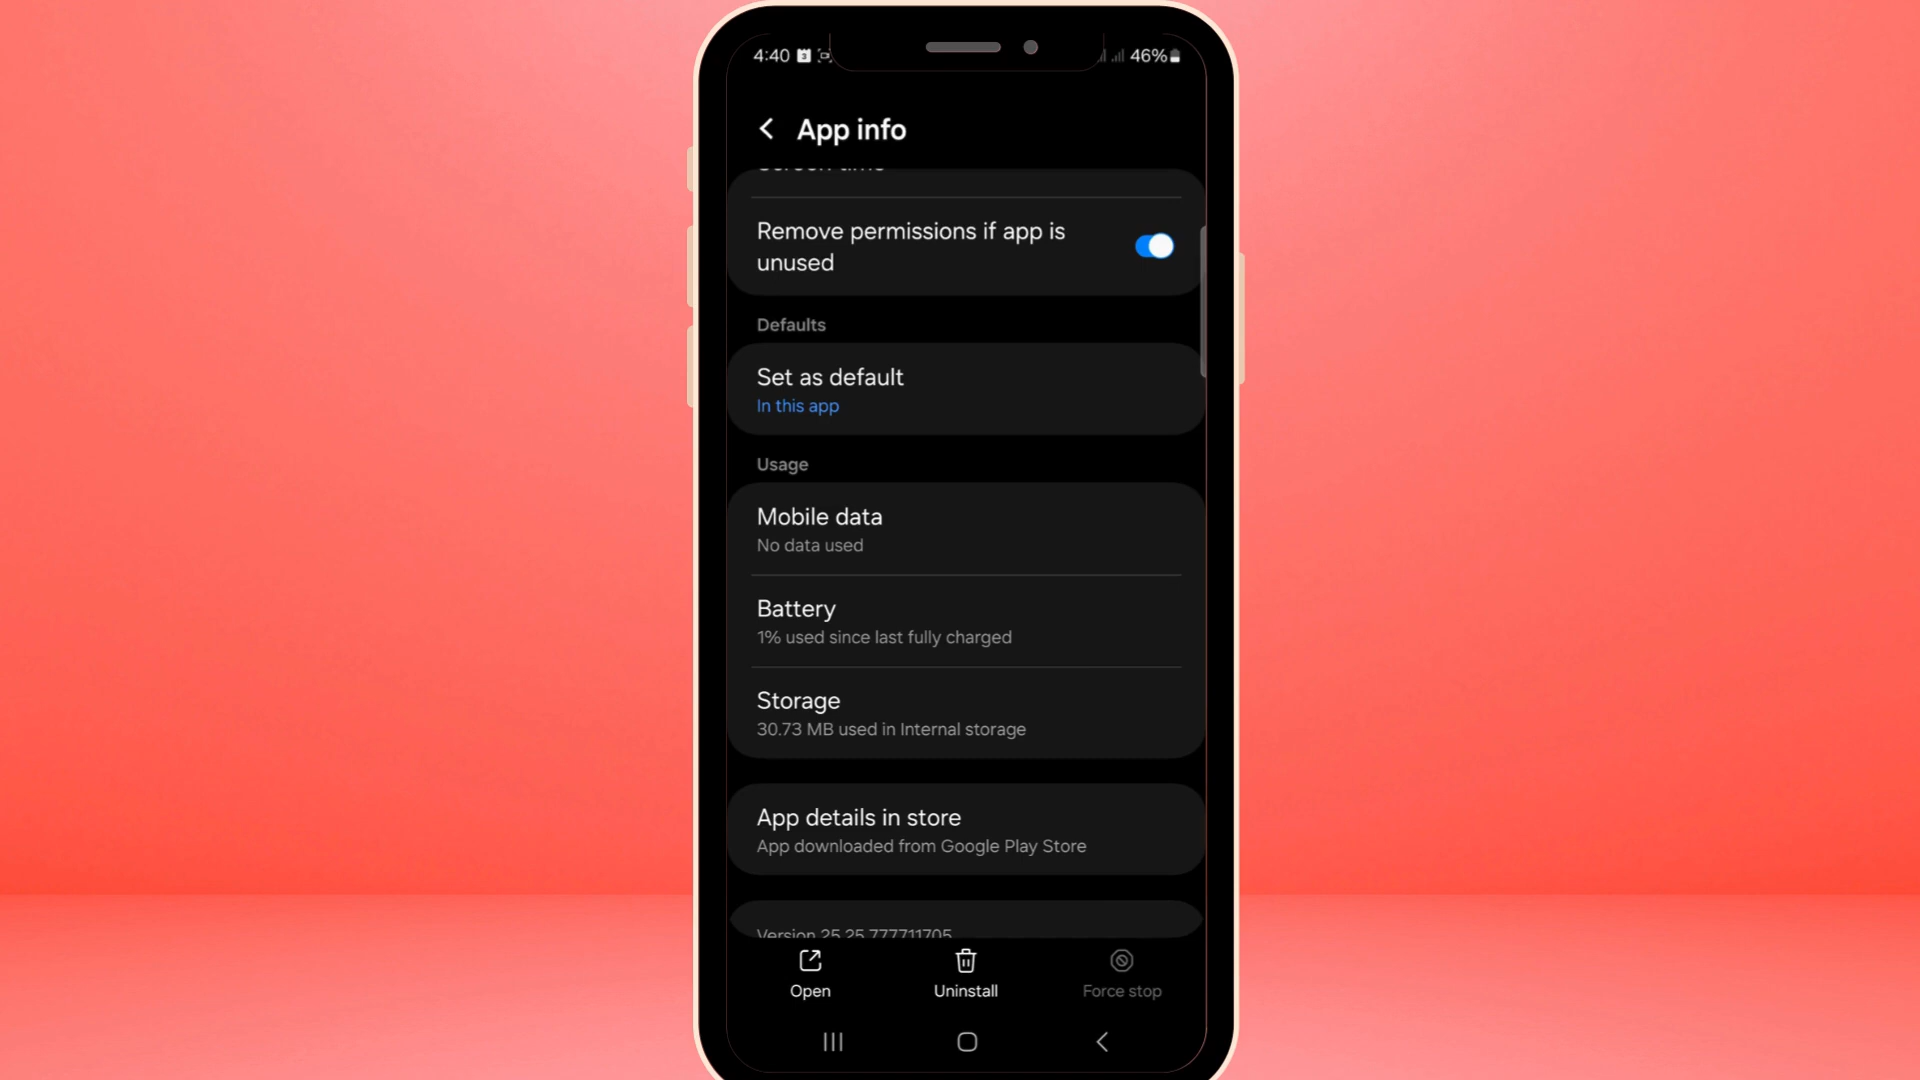 4:40
46%
App info
Screen time
Remove permissions if app is
unused
Defaults
Set as default
In this app
Usage
Mobile data
No data used
Battery
1% used since last fully charged
Storage
30.73 MB used in Internal storage
App details in store
App downloaded from Google Play Store
Version 25.25.777711705
Open
Uninstall
Force stop